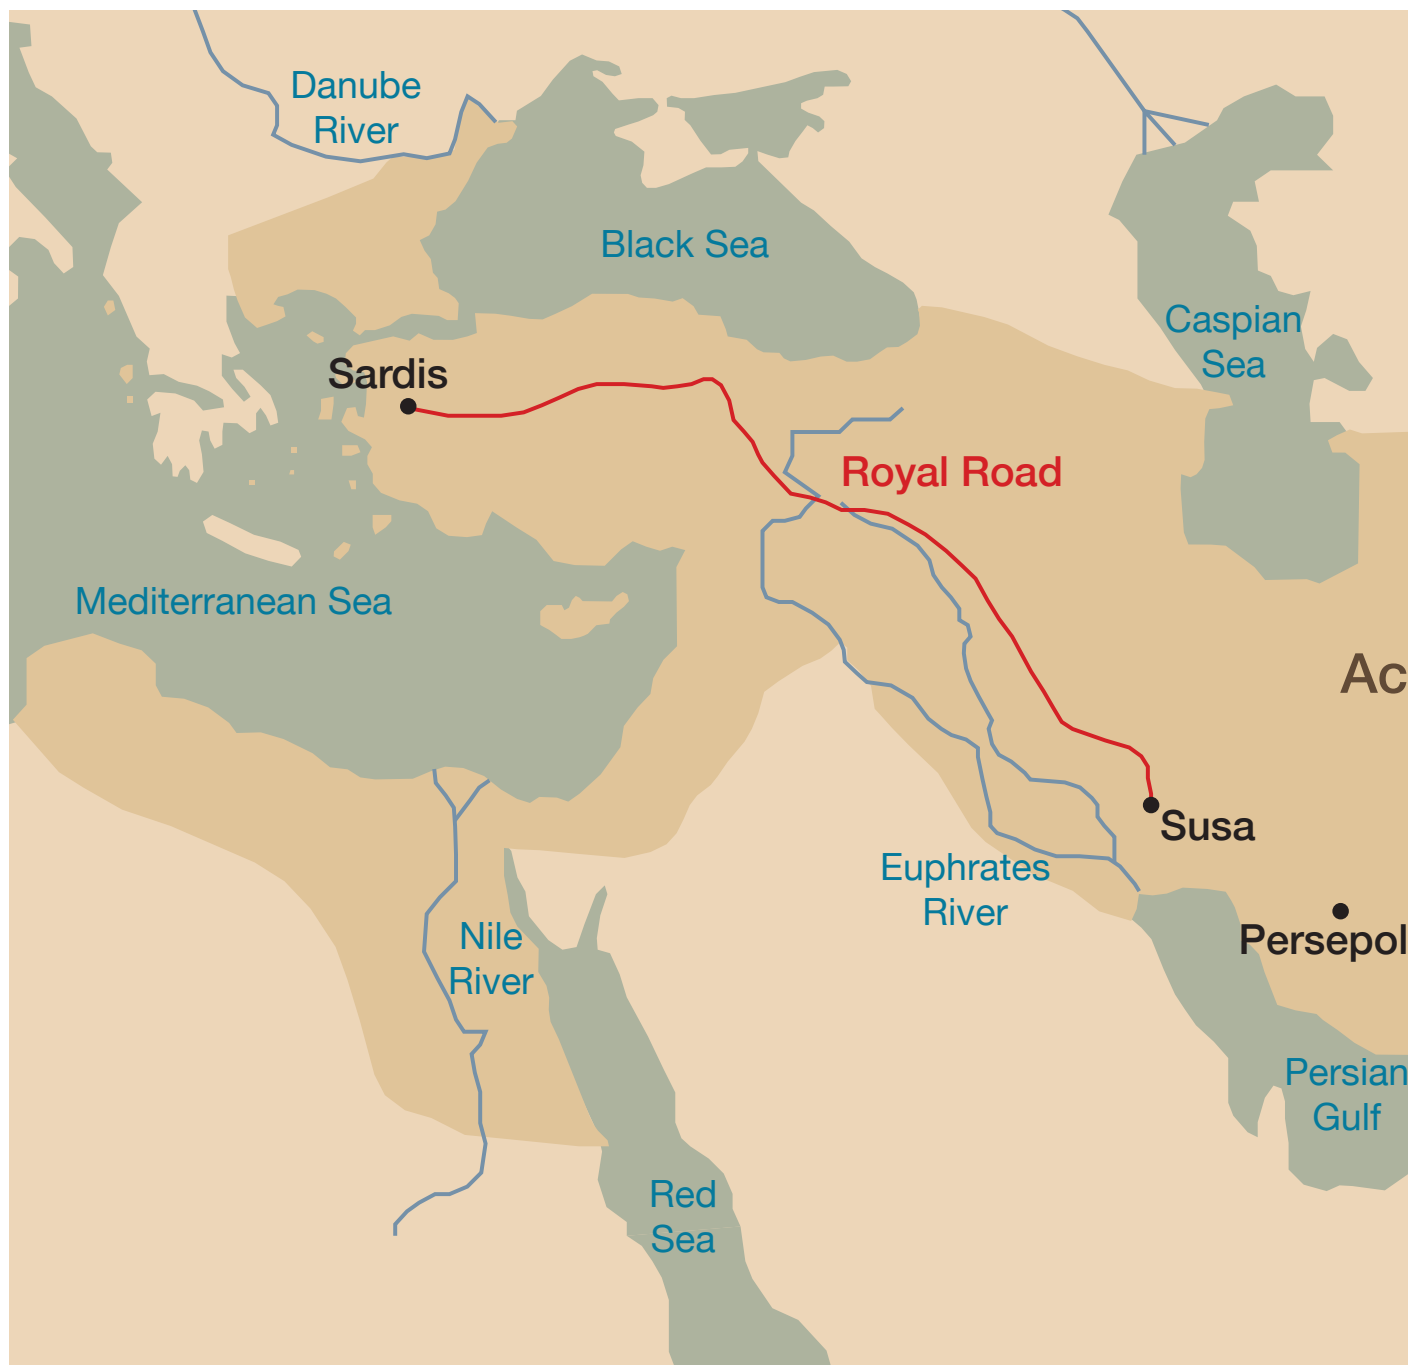 Danube
River
Black Sea
Caspian
Sea
Sardis
Royal Road
Mediterranean Sea
Ac
Susa
Euphrates
River
Nile
River
Persepol
Persian
Gulf
Red
Sea